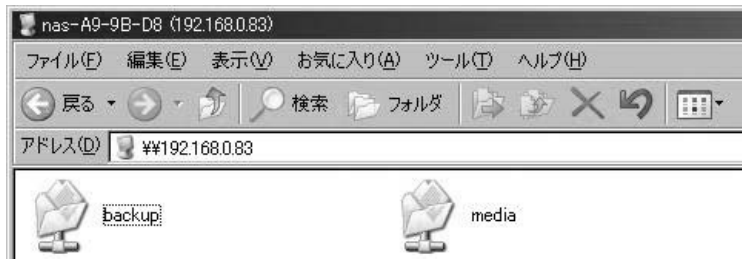 nas-A9-9B-D8 (192.168.0.83)
ファイル(F) 編集(E) 表示(V) お気に入り(A) ツール(T) ヘルプ(H)
戻る 検索 フォルダ
アドレス(D) ¥¥192.168.0.83
backup media